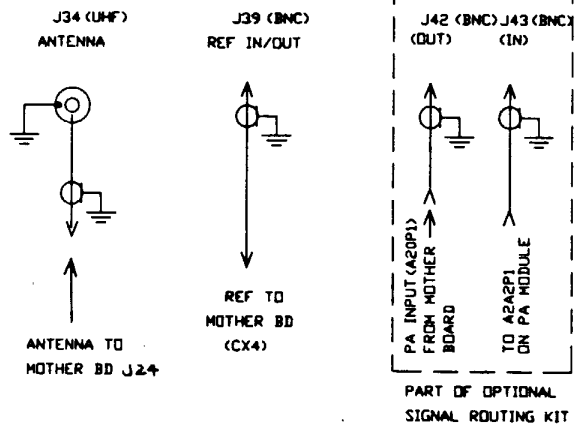 J34 (UHF)
ANTENNA
J39 (BNC)
REF IN/OUT
J42 (BNC)
(OUT)
J43 (BNC)
(IN)
ANTENNA TO
MOTHER BD J24
REF TO
MOTHER BD
(CX4)
PA INPUT (A20P1)
FROM MOTHER
BOARD
TO A2A2P1
ON PA MODULE
PART OF OPTIONAL
SIGNAL ROUTING KIT